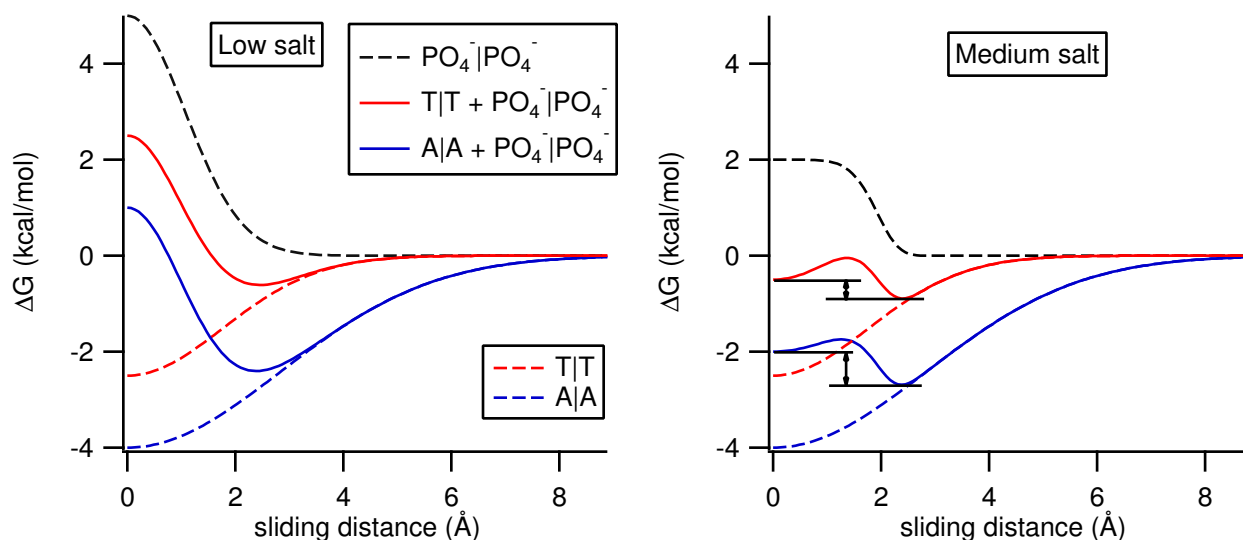 Low salt
PO₄⁻|PO₄⁻
T|T + PO₄⁻|PO₄⁻
A|A + PO₄⁻|PO₄⁻
T|T
A|A
ΔG (kcal/mol)
4
2
0
-2
-4
0 2 4 6 8
sliding distance (Å)
Medium salt
ΔG (kcal/mol)
4
2
0
-2
-4
0 2 4 6 8
sliding distance (Å)